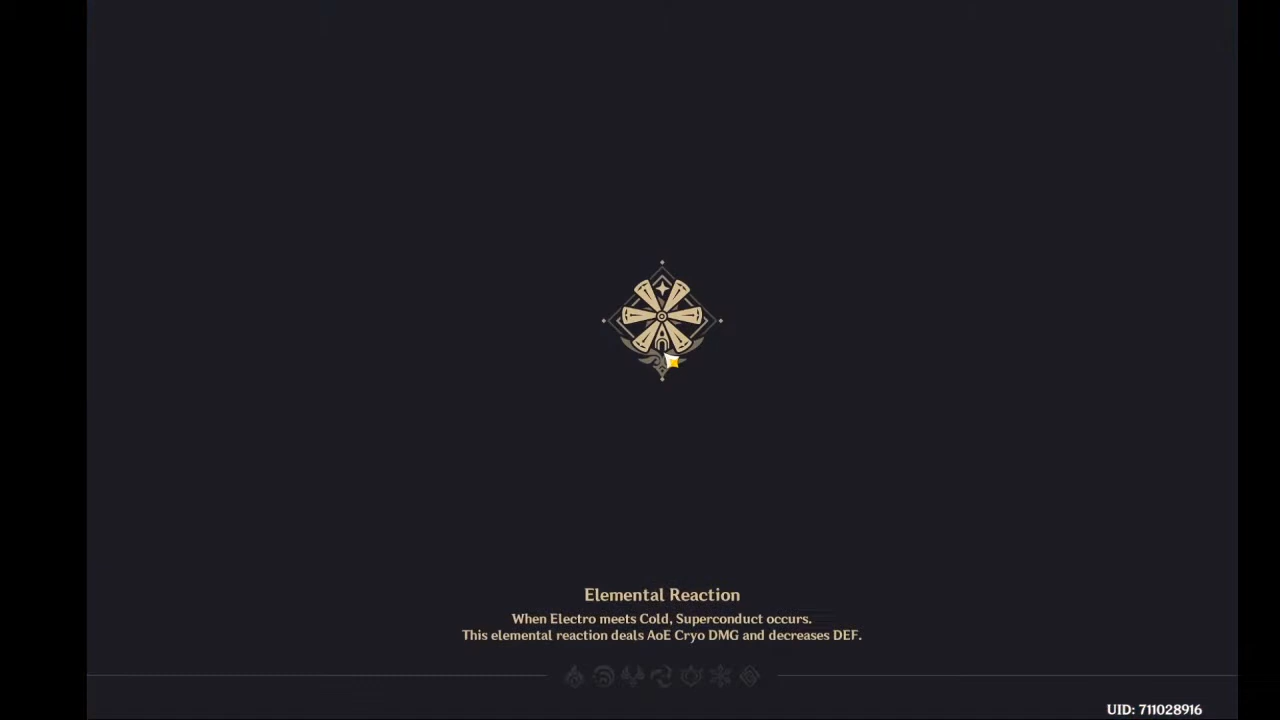 Elemental Reaction
When Electro meets Cold, Superconduct occurs.
This elemental reaction deals AoE Cryo DMG and decreases DEF.
UID: 711028916